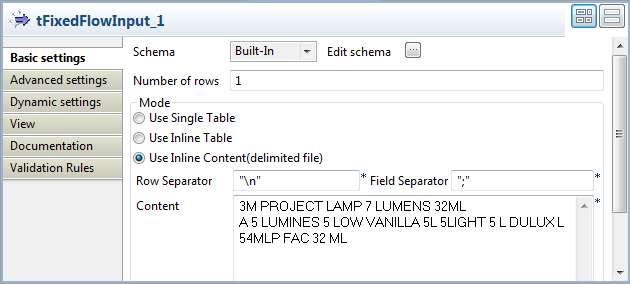 tFixedFlowInput_1
Basic settings
Advanced settings
Dynamic settings
View
Documentation
Validation Rules
Schema Built-In Edit schema ...
Number of rows 1
Mode
Use Single Table
Use Inline Table
Use Inline Content(delimited file)
Row Separator "\n" * Field Separator ";" *
Content 3M PROJECT LAMP 7 LUMENS 32ML *
A 5 LUMINES 5 LOW VANILLA 5L 5LIGHT 5 L DULUX L
54MLP FAC 32 ML